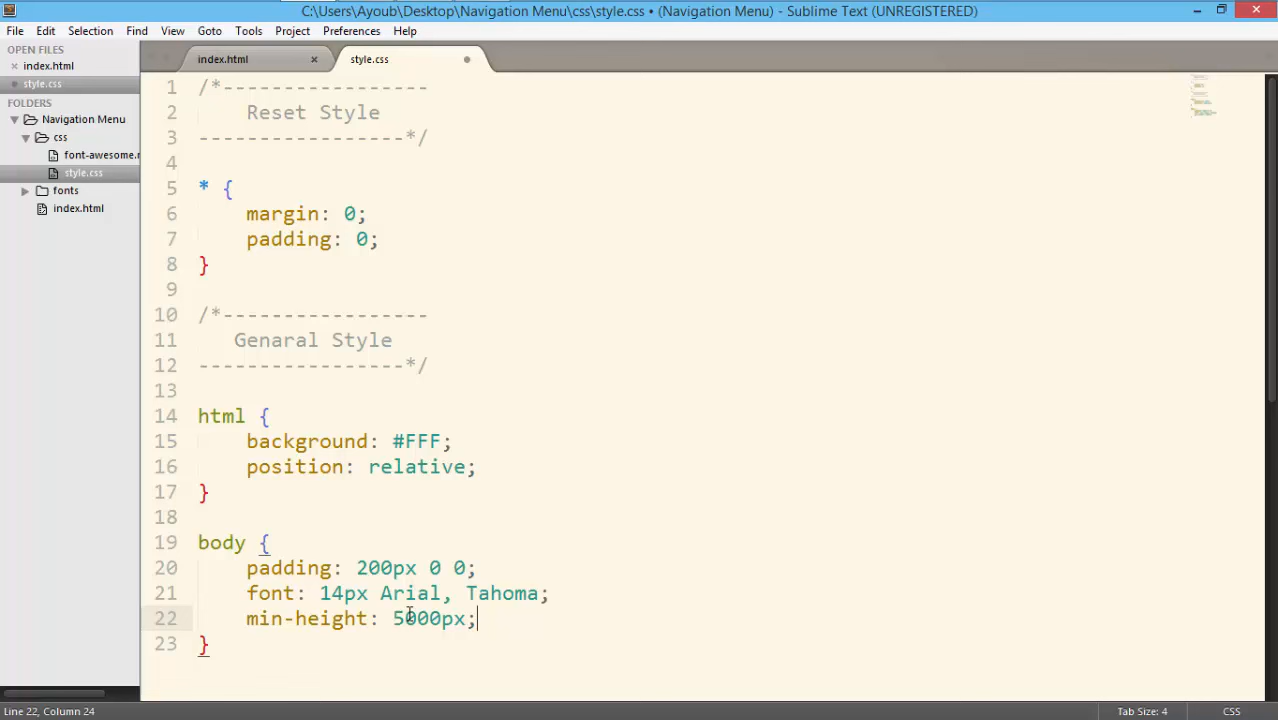 C:\Users\Ayoub\Desktop\Navigation Menu\css\style.css • (Navigation Menu) - Sublime Text (UNREGISTERED)
File Edit Selection Find View Goto Tools Project Preferences Help
OPEN FILES
index.html
style.css
FOLDERS
Navigation Menu
css
font-awesome.r
style.css
fonts
index.html
index.html
style.css
1 /*-----------------
2 Reset Style
3 -----------------*/
4
5 * {
6 margin: 0;
7 padding: 0;
8 }
9
10 /*-----------------
11 Genaral Style
12 -----------------*/
13
14 html {
15 background: #FFF;
16 position: relative;
17 }
18
19 body {
20 padding: 200px 0 0;
21 font: 14px Arial, Tahoma;
22 min-height: 5000px;
23 }
Line 22, Column 24
Tab Size: 4
CSS